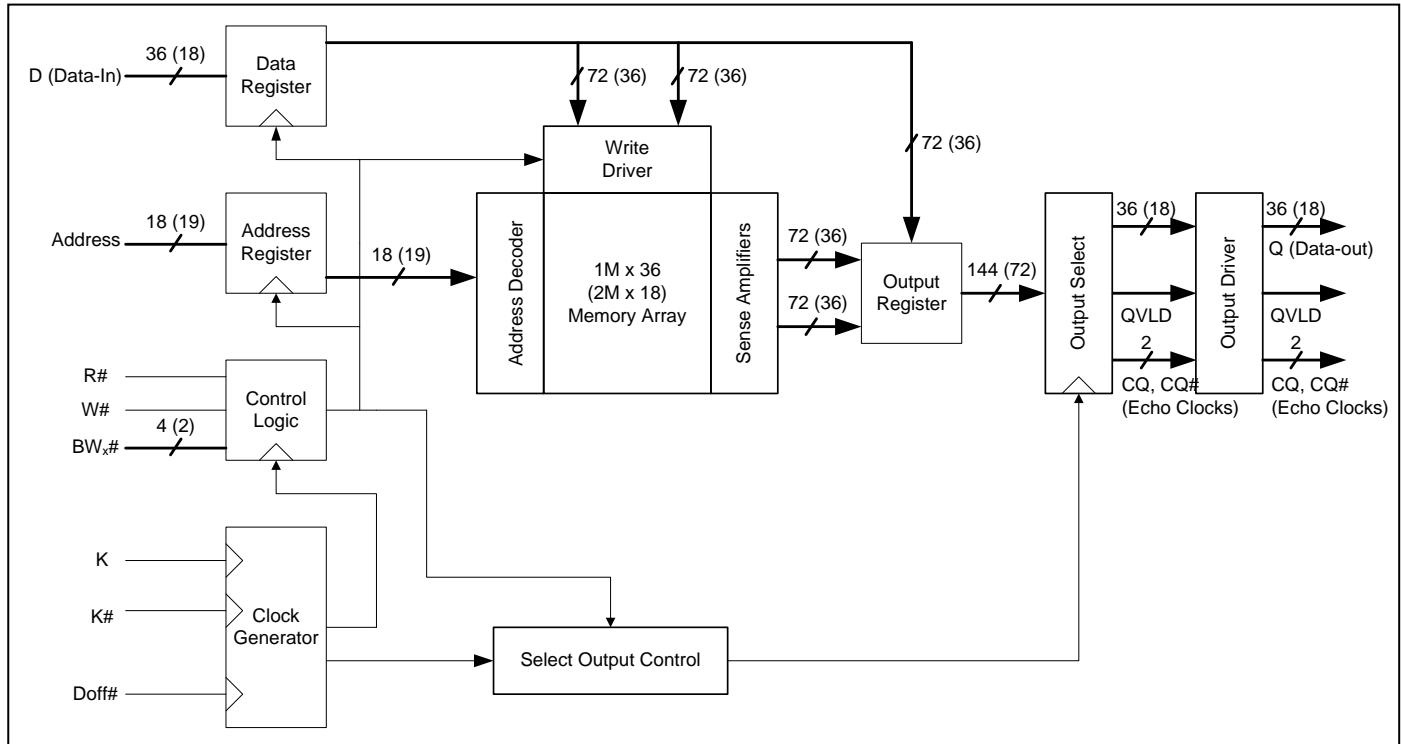 36 (18)
D (Data-In)
Data
Register
72 (36)
72 (36)
72 (36)
Write
Driver
18 (19)
Address
Address
Register
18 (19)
Address Decoder
1M x 36
(2M x 18)
Memory Array
Sense Amplifiers
72 (36)
72 (36)
Output
Register
144 (72)
Output Select
36 (18)
QVLD
2
CQ, CQ#
(Echo Clocks)
Output Driver
36 (18)
Q (Data-out)
QVLD
2
CQ, CQ#
(Echo Clocks)
R#
W#
4 (2)
BWx#
Control
Logic
K
K#
Doff#
Clock
Generator
Select Output Control